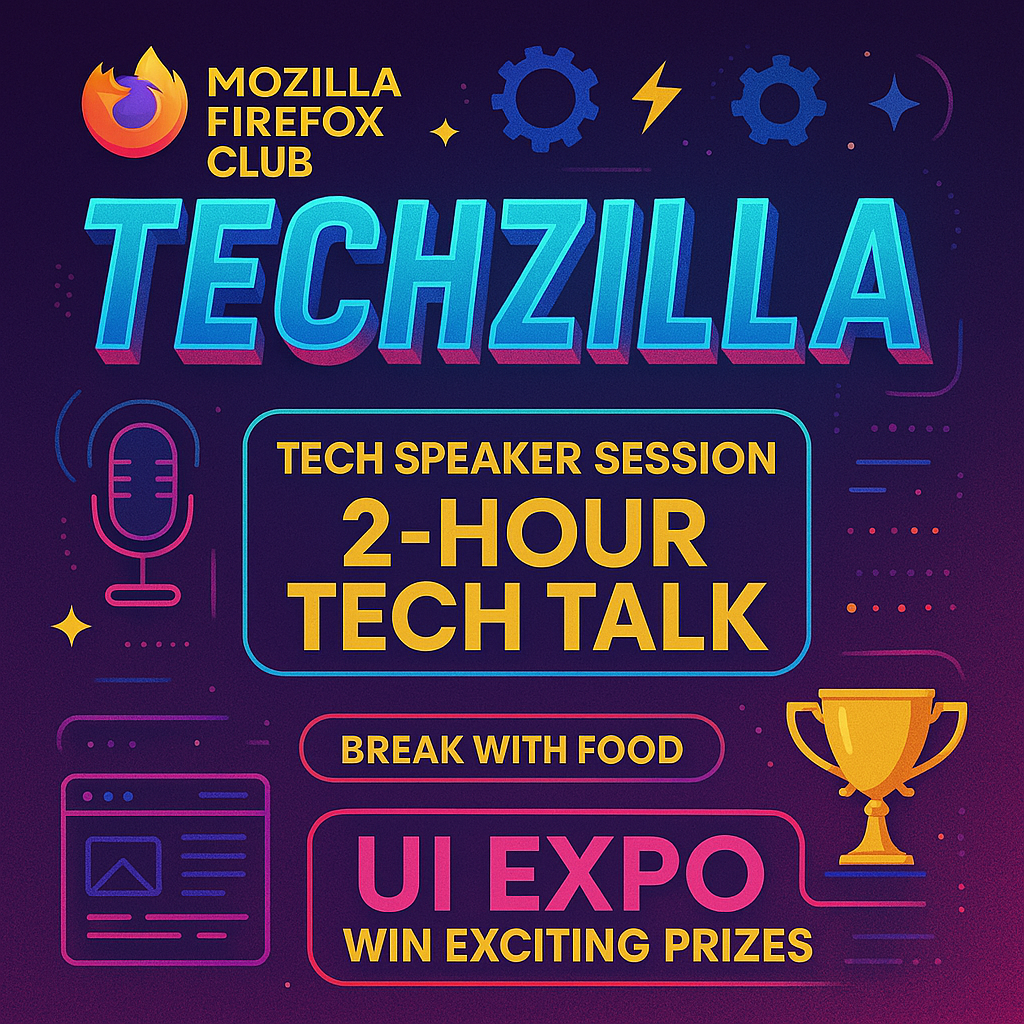 MOZILLA
FIREFOX
CLUB
TECHZILLA
TECH SPEAKER SESSION
2-HOUR
TECH TALK
BREAK WITH FOOD
UI EXPO
WIN EXCITING PRIZES